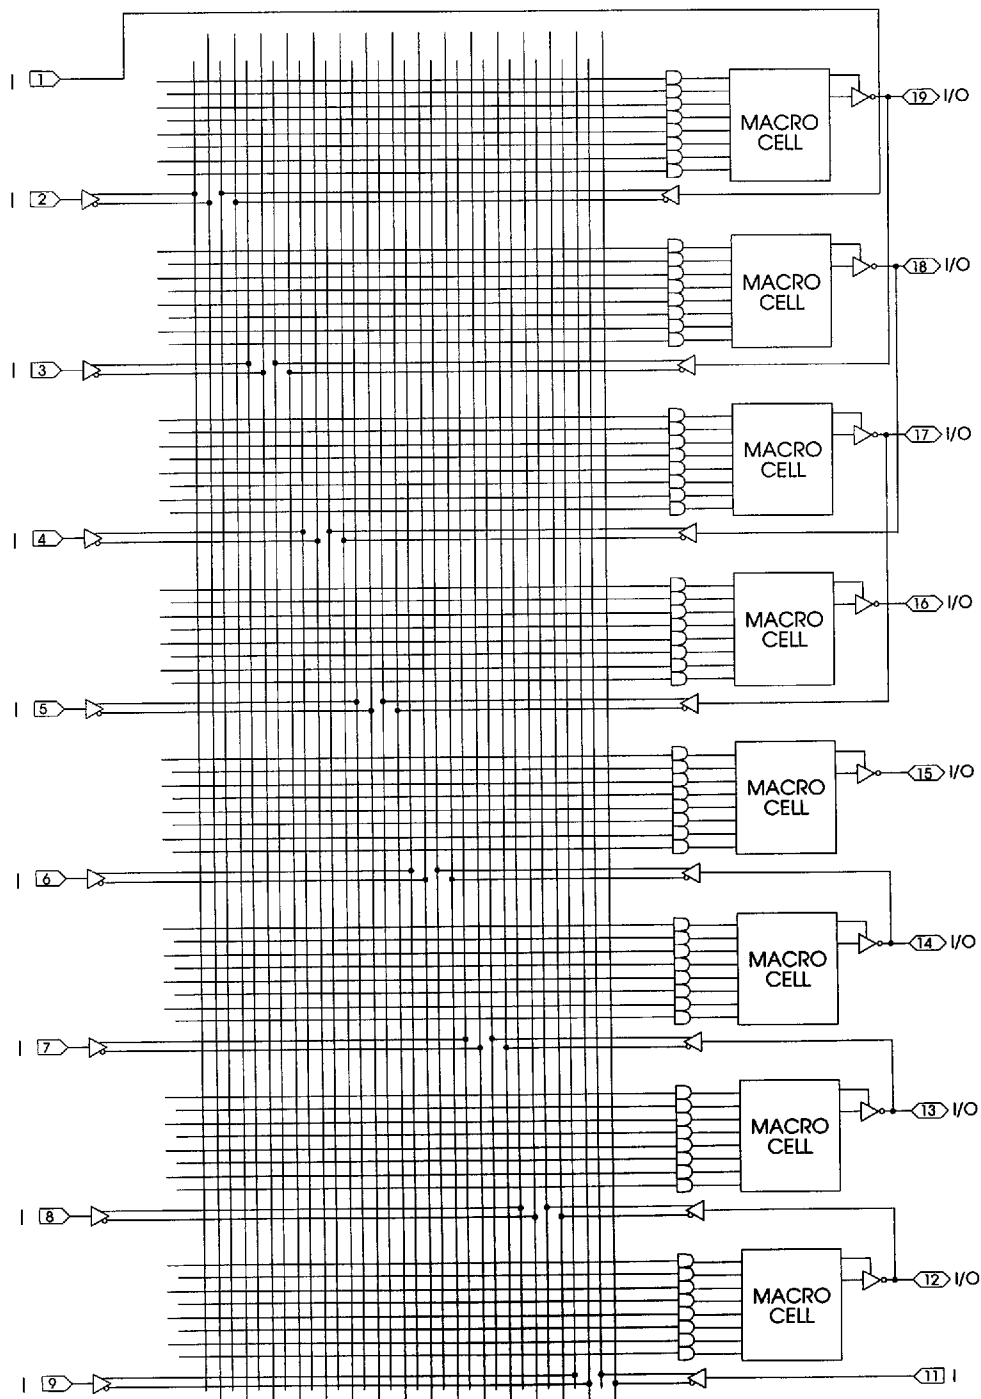 I 1
MACRO
CELL
19 I/O
I 2
MACRO
CELL
18 I/O
I 3
MACRO
CELL
17 I/O
I 4
MACRO
CELL
16 I/O
I 5
MACRO
CELL
15 I/O
I 6
MACRO
CELL
14 I/O
I 7
MACRO
CELL
13 I/O
I 8
MACRO
CELL
12 I/O
I 9
11 I